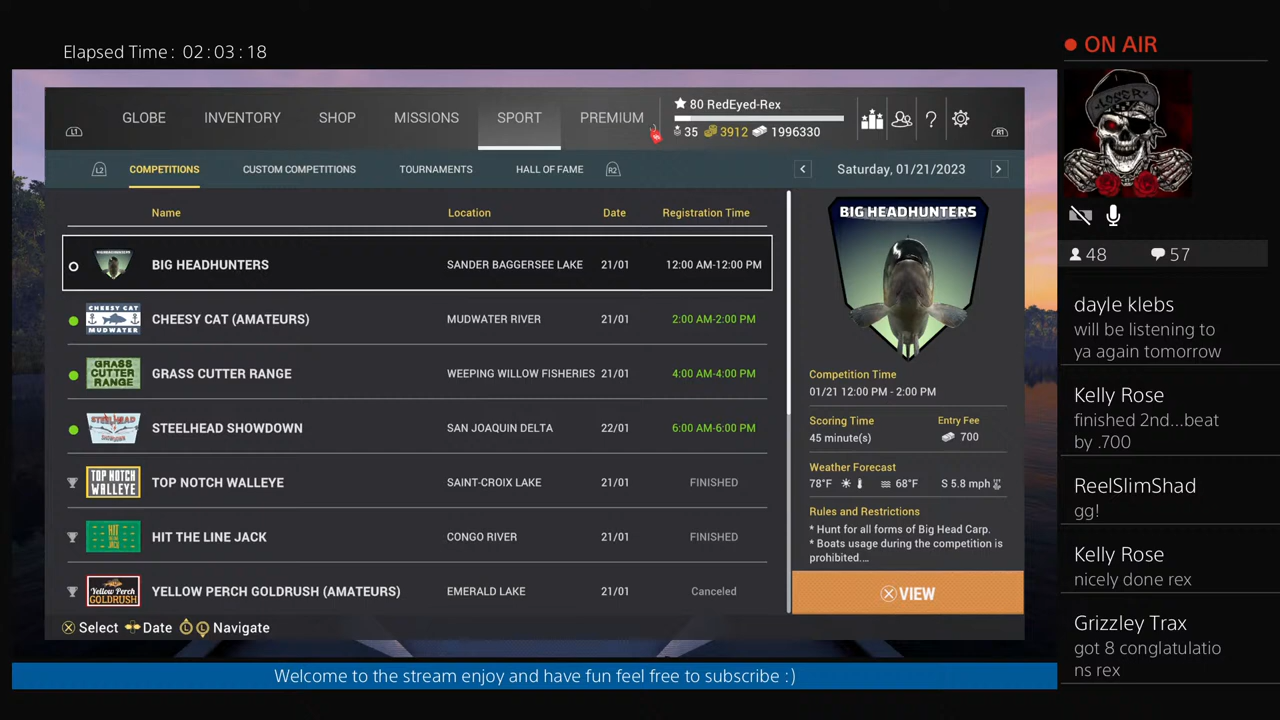 Elapsed Time: 02:03:18
ON AIR
LOSER
GLOBE INVENTORY SHOP MISSIONS SPORT PREMIUM
80 RedEyed-Rex
35 3912 1996330
L1 R1
L2 COMPETITIONS CUSTOM COMPETITIONS TOURNAMENTS HALL OF FAME R2
Saturday, 01/21/2023
Name Location Date Registration Time
BIG HEADHUNTERS SANDER BAGGERSEE LAKE 21/01 12:00 AM-12:00 PM
CHEESY CAT MUDWATER
CHEESY CAT (AMATEURS) MUDWATER RIVER 21/01 2:00 AM-2:00 PM
GRASS CUTTER RANGE
GRASS CUTTER RANGE WEEPING WILLOW FISHERIES 21/01 4:00 AM-4:00 PM
STEELHEAD SHOWDOWN SAN JOAQUIN DELTA 22/01 6:00 AM-6:00 PM
TOP NOTCH WALLEYE
TOP NOTCH WALLEYE SAINT-CROIX LAKE 21/01 FINISHED
HIT THE LINE JACK CONGO RIVER 21/01 FINISHED
Yellow Perch GOLDRUSH
YELLOW PERCH GOLDRUSH (AMATEURS) EMERALD LAKE 21/01 Canceled
BIG HEADHUNTERS
Competition Time
01/21 12:00 PM - 2:00 PM
Scoring Time Entry Fee
45 minute(s) 700
Weather Forecast
78°F 68°F S 5.8 mph
Rules and Restrictions
* Hunt for all forms of Big Head Carp.
* Boats usage during the competition is
prohibited....
VIEW
Select Date L L Navigate
Welcome to the stream enjoy and have fun feel free to subscribe :)
48 57
dayle klebs
will be listening to
ya again tomorrow
Kelly Rose
finished 2nd...beat
by .700
ReelSlimShad
gg!
Kelly Rose
nicely done rex
Grizzley Trax
got 8 conglatulatio
ns rex